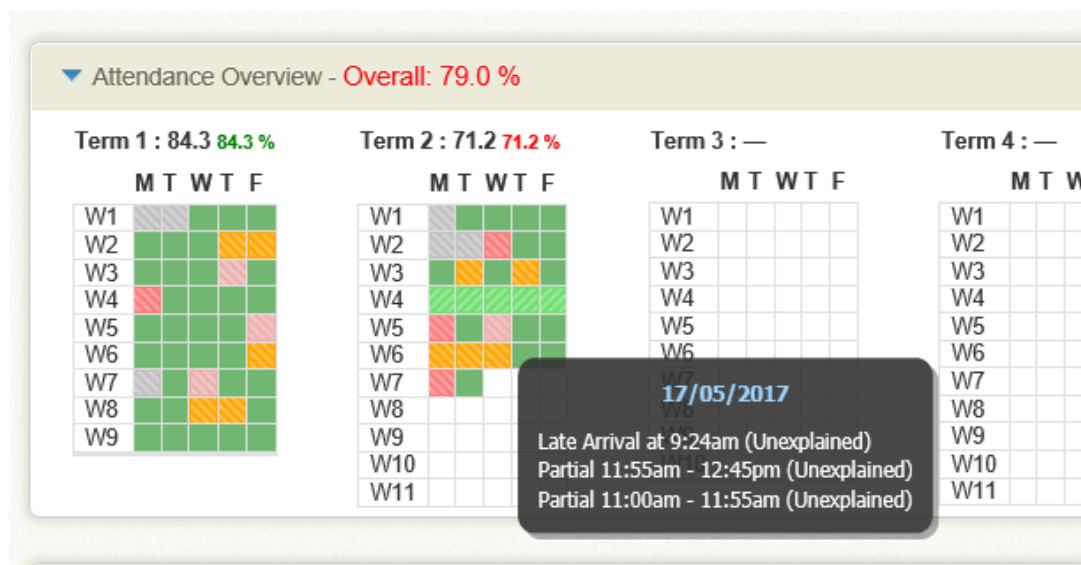 Attendance Overview - Overall: 79.0 %
Term 1 : 84.3 84.3 %
M T W T F
W1
W2
W3
W4
W5
W6
W7
W8
W9
Term 2 : 71.2 71.2 %
M T W T F
W1
W2
W3
W4
W5
W6
W7
W8
W9
W10
W11
Term 3 : —
M T W T F
W1
W2
W3
W4
W5
W6
W7
W8
17/05/2017
Late Arrival at 9:24am (Unexplained)
Partial 11:55am - 12:45pm (Unexplained)
Partial 11:00am - 11:55am (Unexplained)
Term 4 : —
M T W
W1
W2
W3
W4
W5
W6
W7
W8
W9
W10
W11